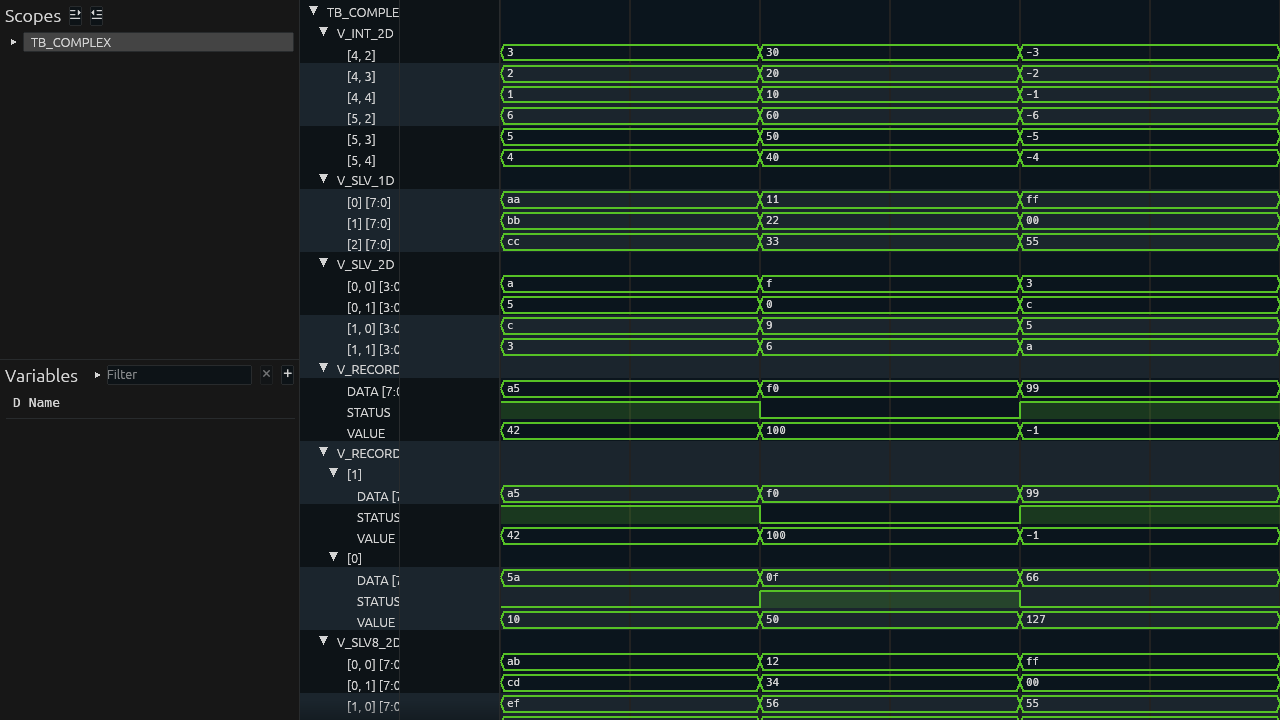 Scopes
TB_COMPLEX
Variables
Filter
D Name
TB_COMPLE
V_INT_2D
[4, 2] 3 30 -3
[4, 3] 2 20 -2
[4, 4] 1 10 -1
[5, 2] 6 60 -6
[5, 3] 5 50 -5
[5, 4] 4 40 -4
V_SLV_1D
[0] [7:0] aa 11 ff
[1] [7:0] bb 22 00
[2] [7:0] cc 33 55
V_SLV_2D
[0, 0] [3:0 a f 3
[0, 1] [3:0 5 0 c
[1, 0] [3:0 c 9 5
[1, 1] [3:0 3 6 a
V_RECORD
DATA [7:0 a5 f0 99
STATUS
VALUE 42 100 -1
V_RECORD
[1]
DATA [7 a5 f0 99
STATUS
VALUE 42 100 -1
[0]
DATA [7 5a 0f 66
STATUS
VALUE 10 50 127
V_SLV8_2D
[0, 0] [7:0 ab 12 ff
[0, 1] [7:0 cd 34 00
[1, 0] [7:0 ef 56 55